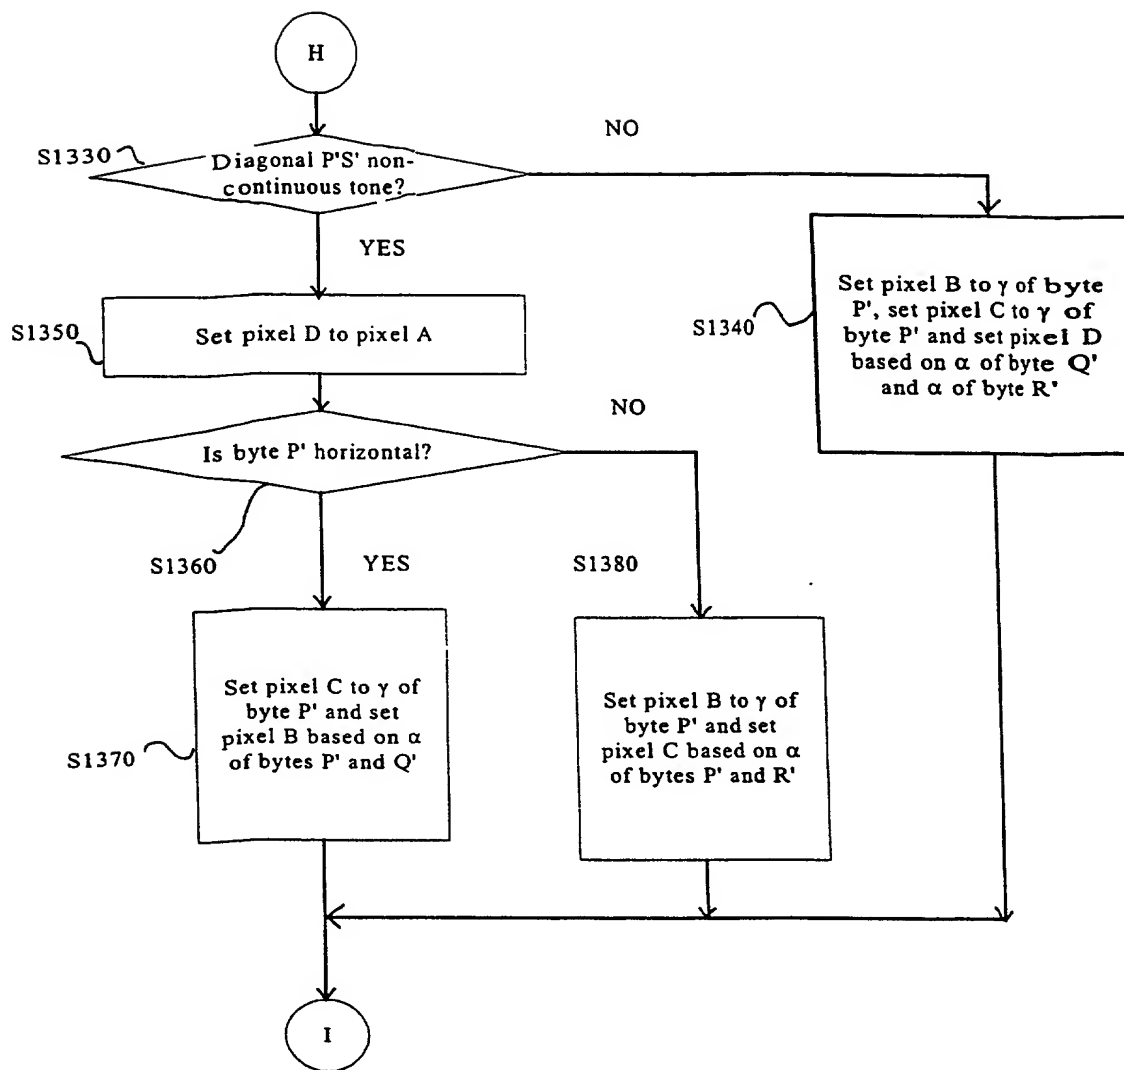 H
NO
S1330
Diagonal P'S' non-
continuous tone?
YES
S1350
Set pixel D to pixel A
S1340
Set pixel B to γ of byte
P', set pixel C to γ of
byte P' and set pixel D
based on α of byte Q'
and α of byte R'
NO
Is byte P' horizontal?
S1360
YES
S1380
S1370
Set pixel C to γ of
byte P' and set
pixel B based on α
of bytes P' and Q'
Set pixel B to γ of
byte P' and set
pixel C based on α
of bytes P' and R'
I